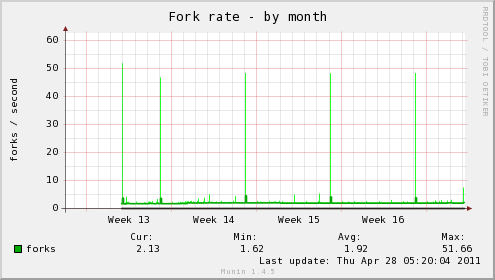 Fork rate - by month
RRDTOOL / TOBI OETIKER
forks / second
60
50
40
30
20
10
0
Week 13 Week 14 Week 15 Week 16
Cur: Min: Avg: Max:
forks 2.13 1.62 1.92 51.66
Last update: Thu Apr 28 05:20:04 2011
Munin 1.4.5